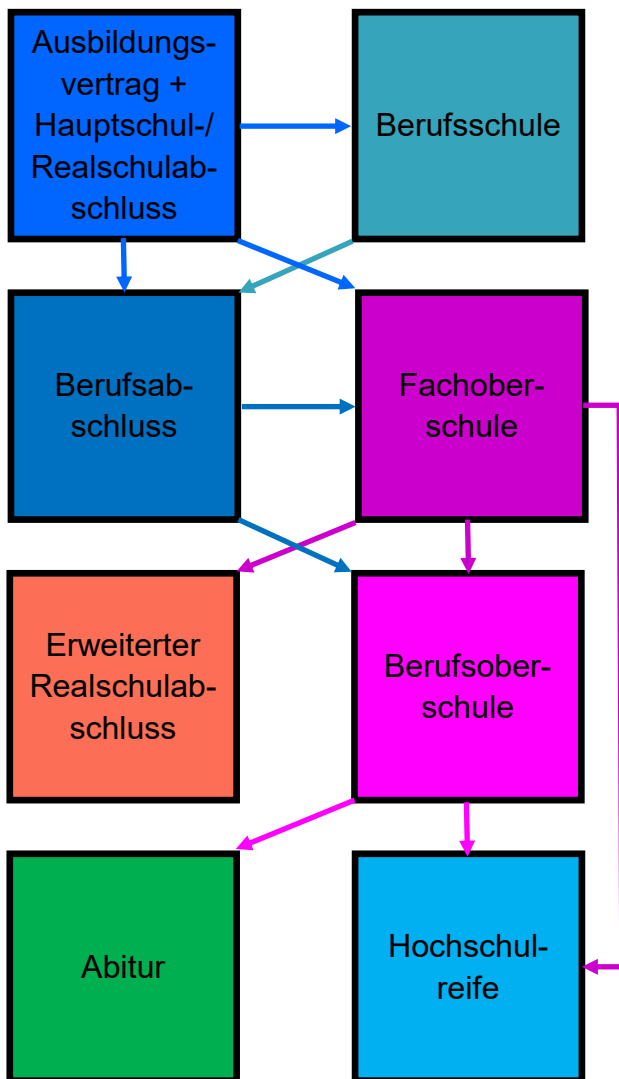 Ausbildungs-
vertrag +
Hauptschul-/
Realschulab-
schluss
Berufsschule
Berufsab-
schluss
Fachober-
schule
Erweiterter
Realschulab-
schluss
Berufsober-
schule
Abitur
Hochschul-
reife